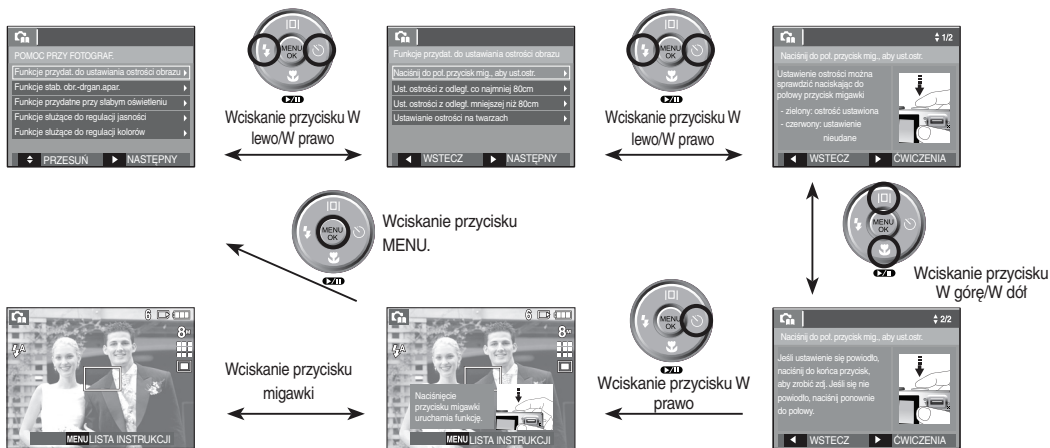 POMOC PRZY FOTOGRAF.
Funkcje przydat. do ustawiania ostrości obrazu
Funkcje stab. obr.-drgan.apar.
Funkcje przydatne przy słabym oświetleniu
Funkcje służące do regulacji jasności
Funkcje służące do regulacji kolorów
PRZESUŃ NASTĘPNY
MENU
OK
Wciskanie przycisku W
lewo/W prawo
Funkcje przydat. do ustawiania ostrości obrazu
Naciśnij do poł. przycisk mig., aby ust.ostr.
Ust. ostrości z odległ. co najmniej 80cm
Ust. ostrości z odległ. mniejszej niż 80cm
Ustawianie ostrości na twarzach
WSTECZ NASTĘPNY
MENU
OK
Wciskanie przycisku W
lewo/W prawo
1/2
Naciśnij do poł. przycisk mig., aby ust.ostr.
Ustawienie ostrości można
sprawdzić naciskając do
połowy przycisk migawki
- zielony: ostrość ustawiona
- czerwony: ustawienie
nieudane
WSTECZ ĆWICZENIA
MENU
OK
Wciskanie przycisku
MENU.
MENU
OK
Wciskanie przycisku
W górę/W dół
6
8M
A
MENU LISTA INSTRUKCJI
Wciskanie przycisku
migawki
6
8M
A
Naciśnięcie
przycisku migawki
uruchamia funkcję.
MENU LISTA INSTRUKCJI
MENU
OK
Wciskanie przycisku W
prawo
2/2
Naciśnij do poł. przycisk mig., aby ust.ostr.
Jeśli ustawienie się powiodło,
naciśnij do końca przycisk,
aby zrobić zdj. Jeśli się nie
powiodło, naciśnij ponownie
do połowy.
WSTECZ ĆWICZENIA